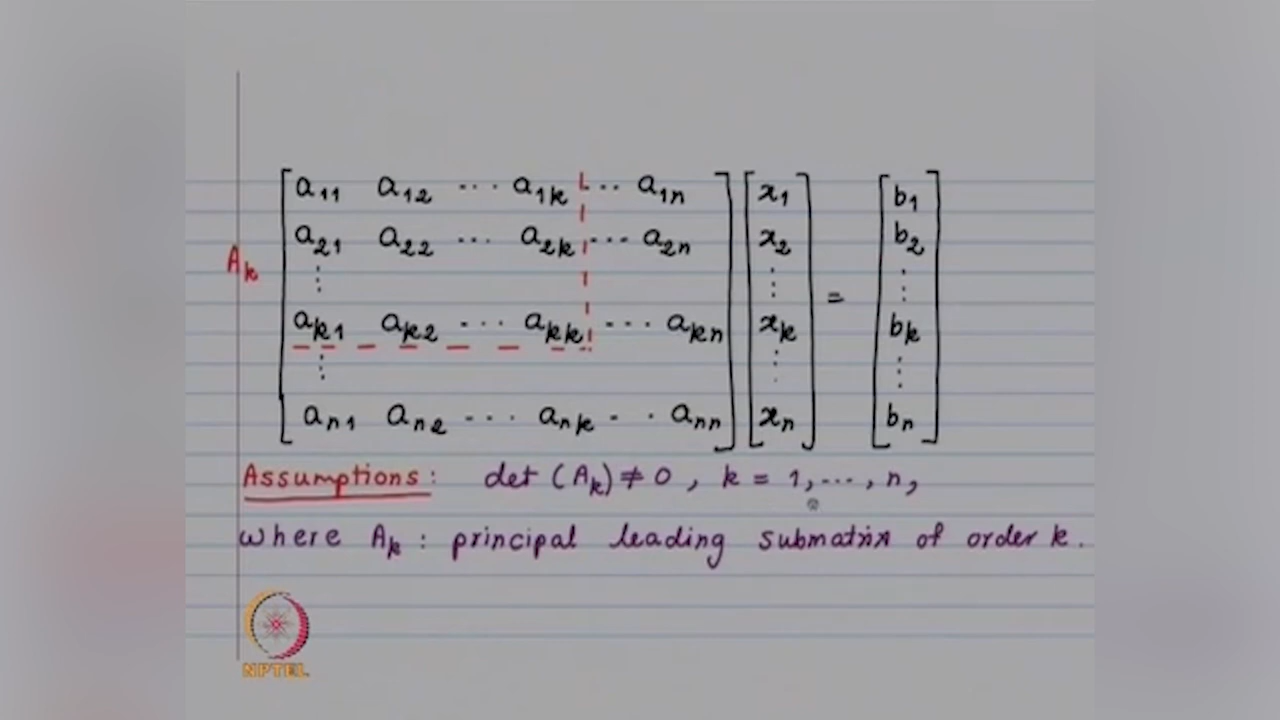 a11 a12 ... a1k ... a1n x1 b1
a21 a22 ... a2k ... a2n x2 b2
Ak
⋮ ⋮ = ⋮
ak1 ak2 ... akk ... akn xk bk
⋮ ⋮ ⋮
an1 an2 ... ank .. ann xn bn
Assumptions: det (Ak) ≠ 0, k = 1, ..., n,
where Ak : principal leading submatrix of order k.
NPTEL